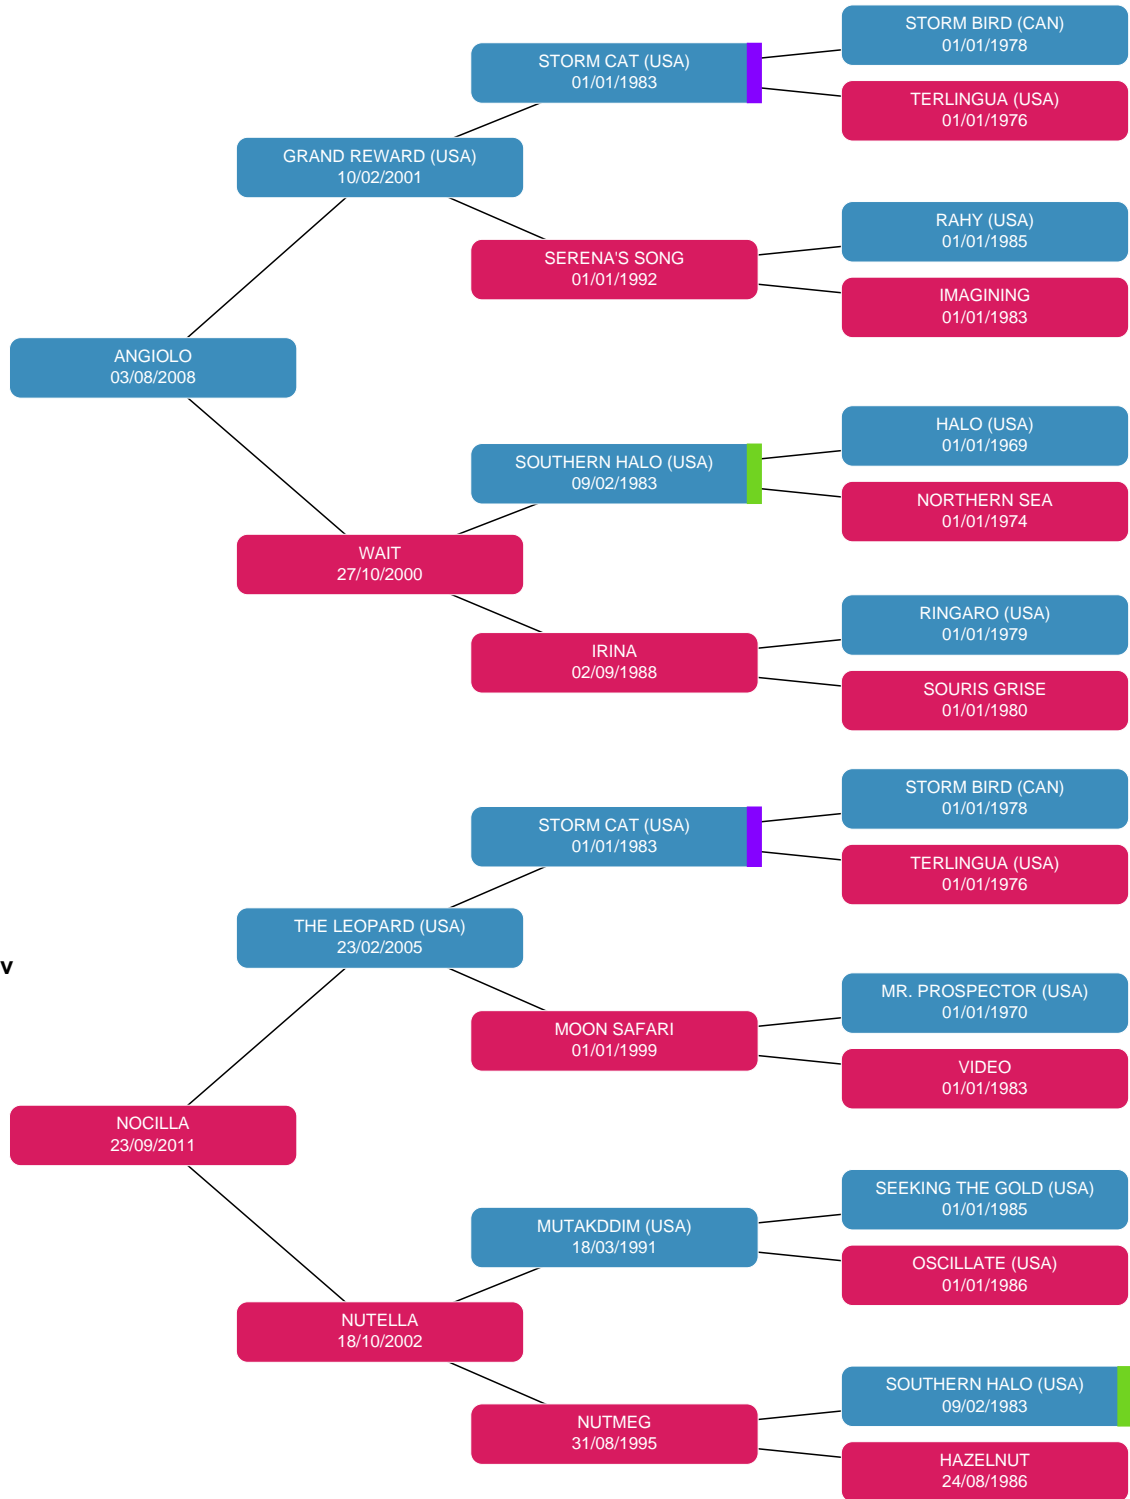 STORM BIRD (CAN)
01/01/1978
STORM CAT (USA)
01/01/1983
TERLINGUA (USA)
01/01/1976
GRAND REWARD (USA)
10/02/2001
RAHY (USA)
01/01/1985
SERENA'S SONG
01/01/1992
IMAGINING
01/01/1983
ANGIOLO
03/08/2008
HALO (USA)
01/01/1969
SOUTHERN HALO (USA)
09/02/1983
NORTHERN SEA
01/01/1974
WAIT
27/10/2000
RINGARO (USA)
01/01/1979
IRINA
02/09/1988
SOURIS GRISE
01/01/1980
STORM BIRD (CAN)
01/01/1978
STORM CAT (USA)
01/01/1983
TERLINGUA (USA)
01/01/1976
THE LEOPARD (USA)
23/02/2005
v
MR. PROSPECTOR (USA)
01/01/1970
MOON SAFARI
01/01/1999
VIDEO
01/01/1983
NOCILLA
23/09/2011
SEEKING THE GOLD (USA)
01/01/1985
MUTAKDDIM (USA)
18/03/1991
OSCILLATE (USA)
01/01/1986
NUTELLA
18/10/2002
SOUTHERN HALO (USA)
09/02/1983
NUTMEG
31/08/1995
HAZELNUT
24/08/1986